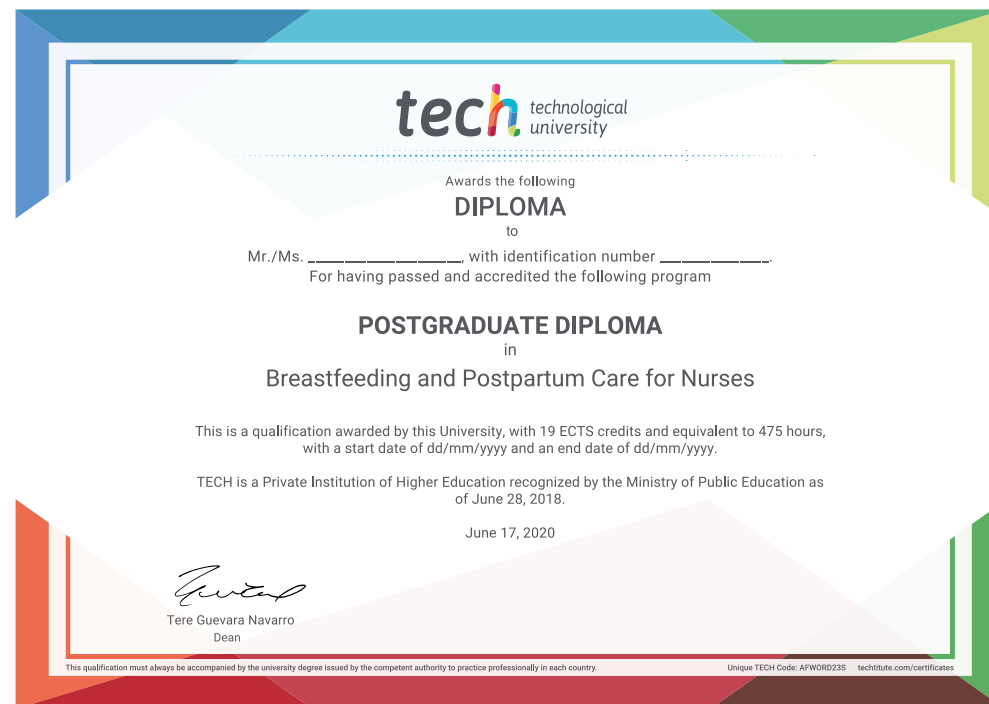 tech technological
university
Awards the following
DIPLOMA
to
Mr./Ms. ____________________, with identification number ______________.
For having passed and accredited the following program
POSTGRADUATE DIPLOMA
in
Breastfeeding and Postpartum Care for Nurses
This is a qualification awarded by this University, with 19 ECTS credits and equivalent to 475 hours,
with a start date of dd/mm/yyyy and an end date of dd/mm/yyyy.
TECH is a Private Institution of Higher Education recognized by the Ministry of Public Education as
of June 28, 2018.
June 17, 2020
Tere Guevara Navarro
Dean
This qualification must always be accompanied by the university degree issued by the competent authority to practice professionally in each country.
Unique TECH Code: AFWORD23S techtitute.com/certificates